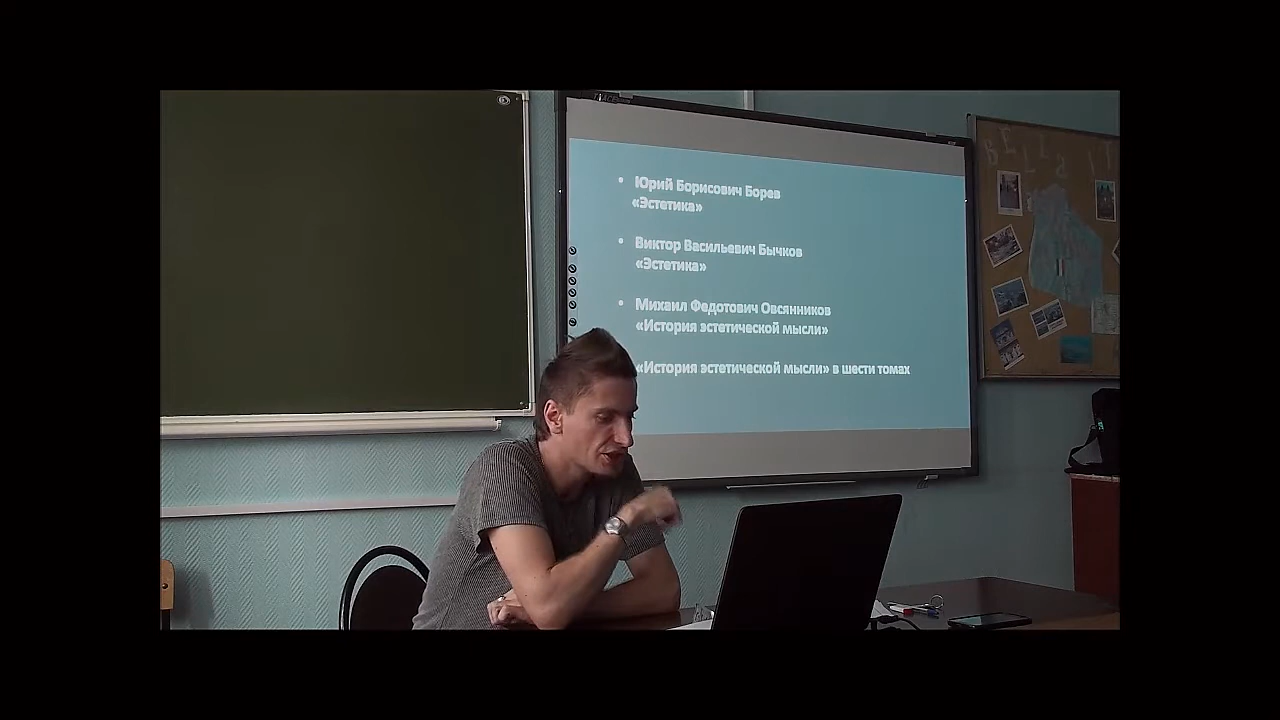 • Юрий Борисович Борев
«Эстетика»
• Виктор Васильевич Бычков
«Эстетика»
• Михаил Федотович Овсянников
«История эстетической мысли»
«История эстетической мысли» в шести томах